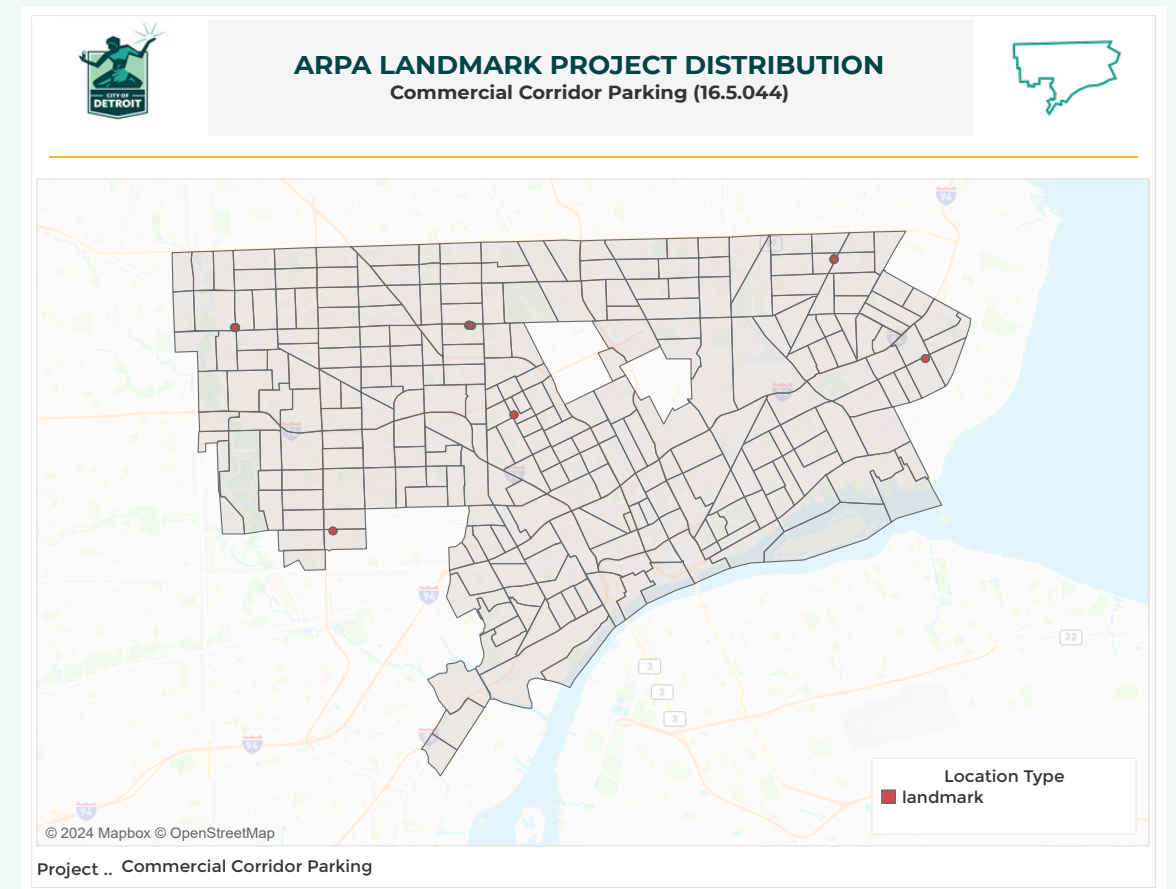 CITY OF
DETROIT
ARPA LANDMARK PROJECT DISTRIBUTION
Commercial Corridor Parking (16.5.044)
94
94
22
3
3
3
94
94
Location Type
landmark
© 2024 Mapbox © OpenStreetMap
Project .. Commercial Corridor Parking